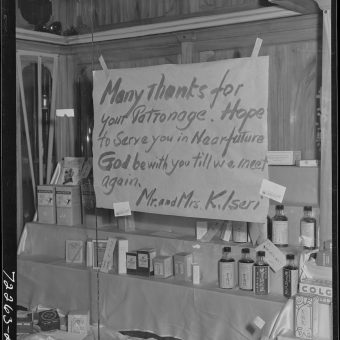 Many Thanks for
your Patronage. Hope
to Serve you in Near future
God be with you till we meet
again.
Mr. and Mrs. K. Iseri
COLG